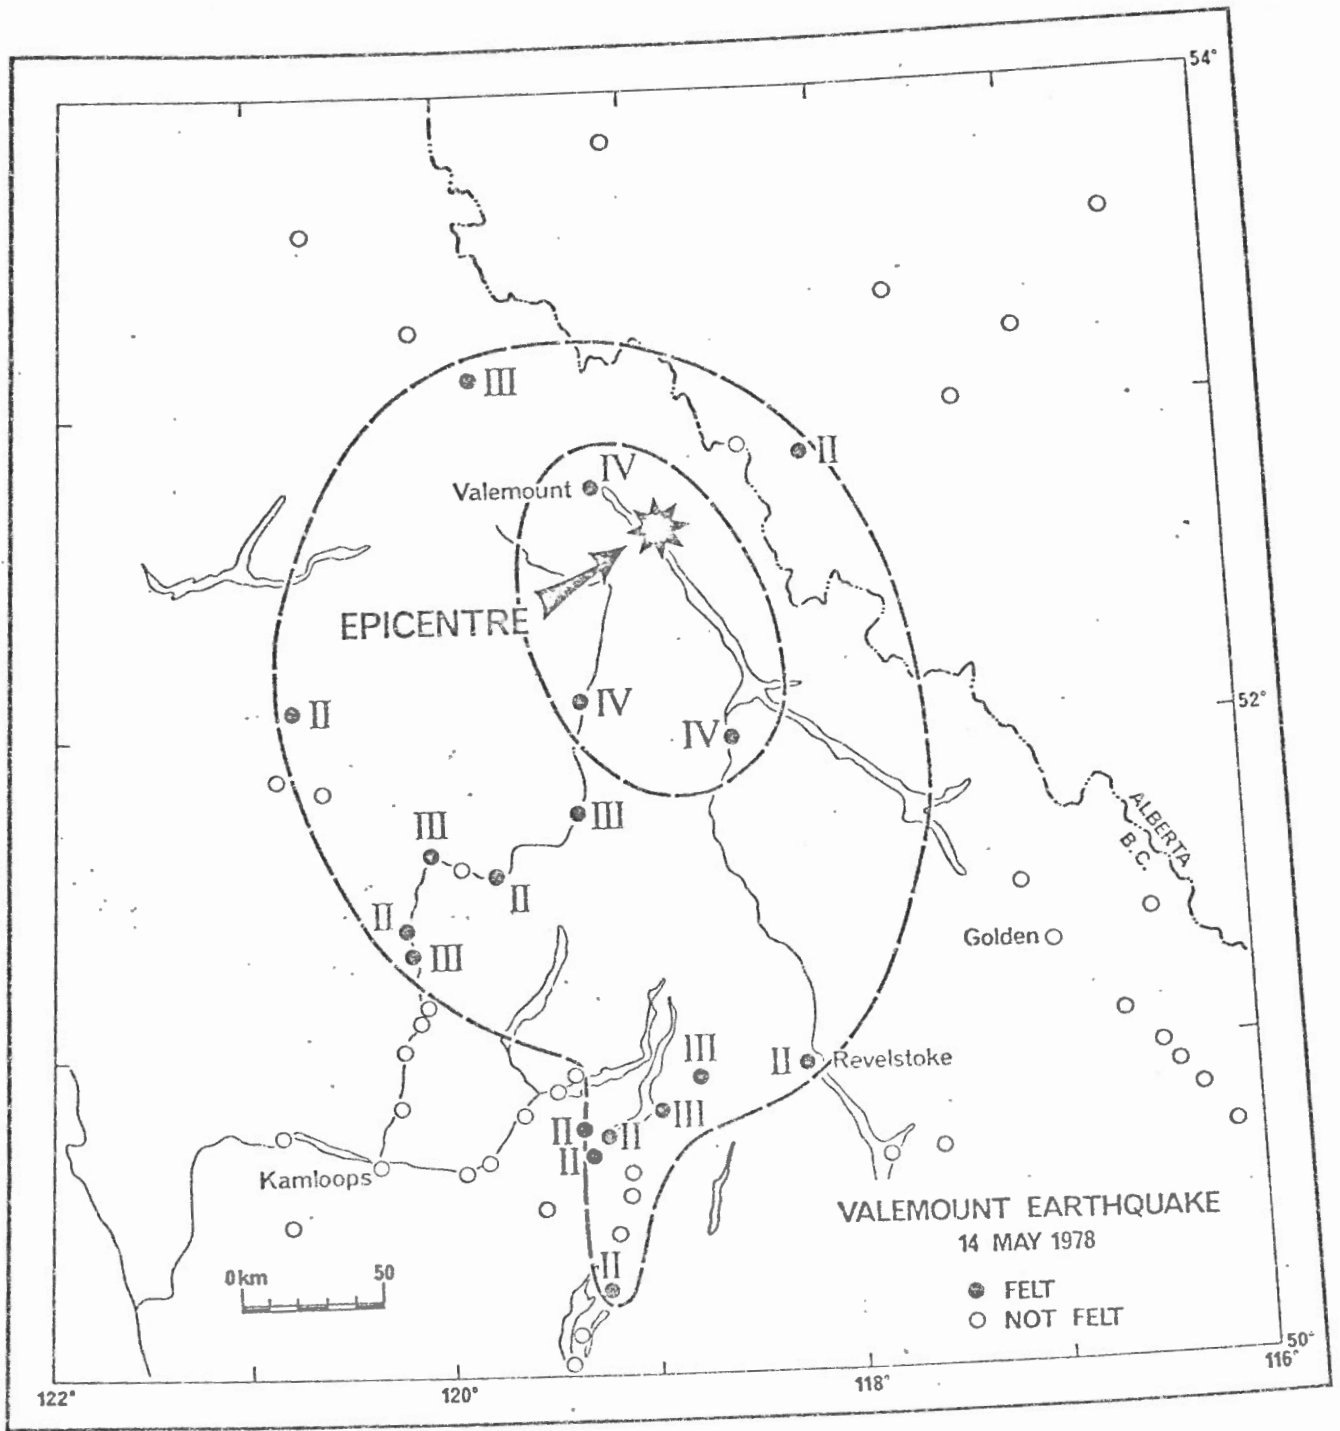 54°
III
II
IV
Valemount
EPICENTRE
52°
IV
II
IV
III
III
ALBERTA
B.C.
II
II
Golden
III
III
II
Revelstoke
III
II
II
II
Kamloops
VALEMOUNT EARTHQUAKE
14 MAY 1978
II
0 km 50
FELT
NOT FELT
50°
116°
122°
120°
118°